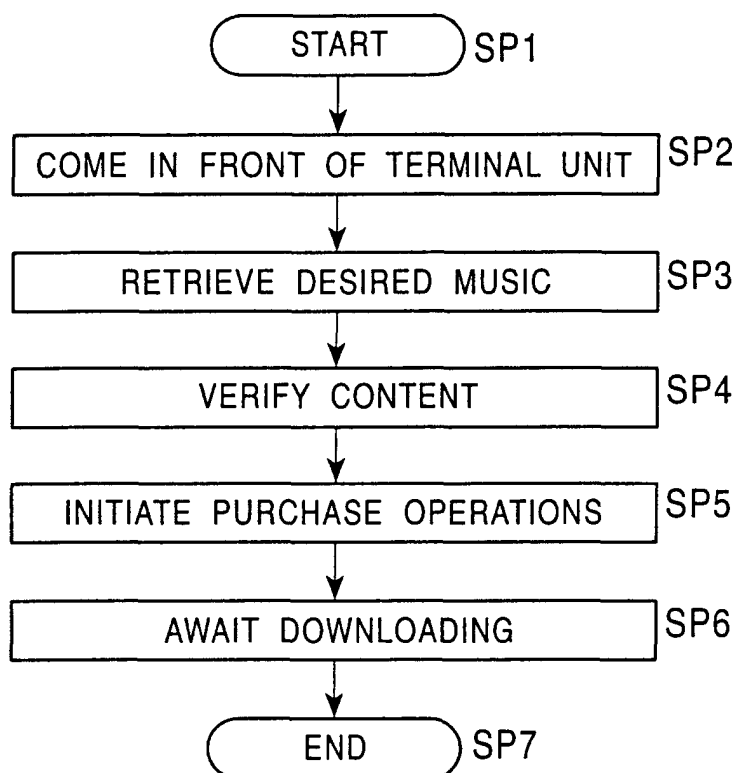 START SP1
COME IN FRONT OF TERMINAL UNIT SP2
RETRIEVE DESIRED MUSIC SP3
VERIFY CONTENT SP4
INITIATE PURCHASE OPERATIONS SP5
AWAIT DOWNLOADING SP6
END SP7